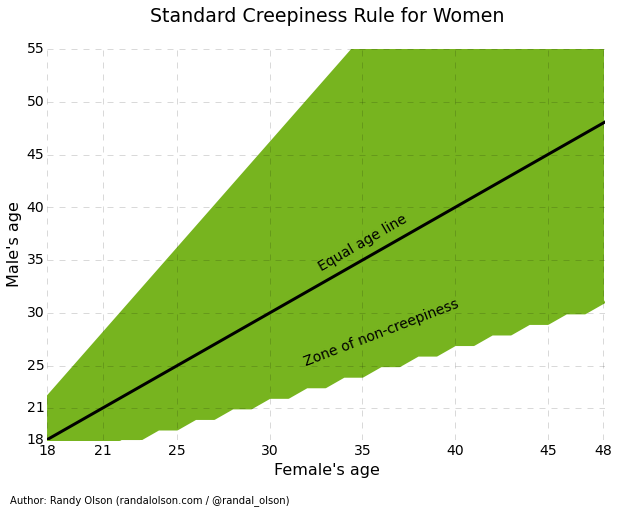 Standard Creepiness Rule for Women
55
50
45
40
35
30
25
21
18
Male's age
Equal age line
Zone of non-creepiness
18 21 25 30 35 40 45 48
Female's age
Author: Randy Olson (randalolson.com / @randal_olson)